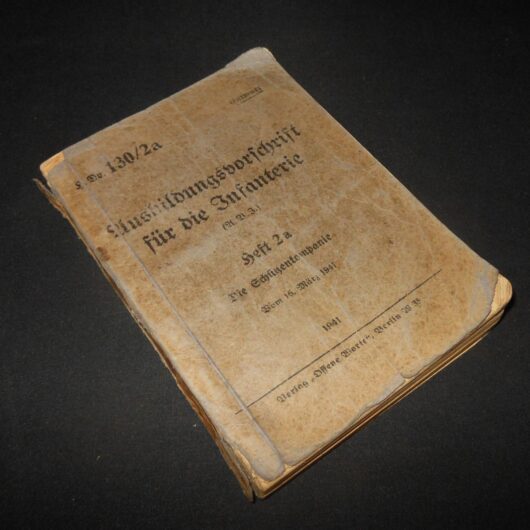 H. Dv. 130/2a
Ausbildungsvorschrift
für die Infanterie
(A. V. I.)
Heft 2a
Die Schützenkompanie
Vom 16. März 1941
1941
Verlag „Offene Worte“, Berlin W 35